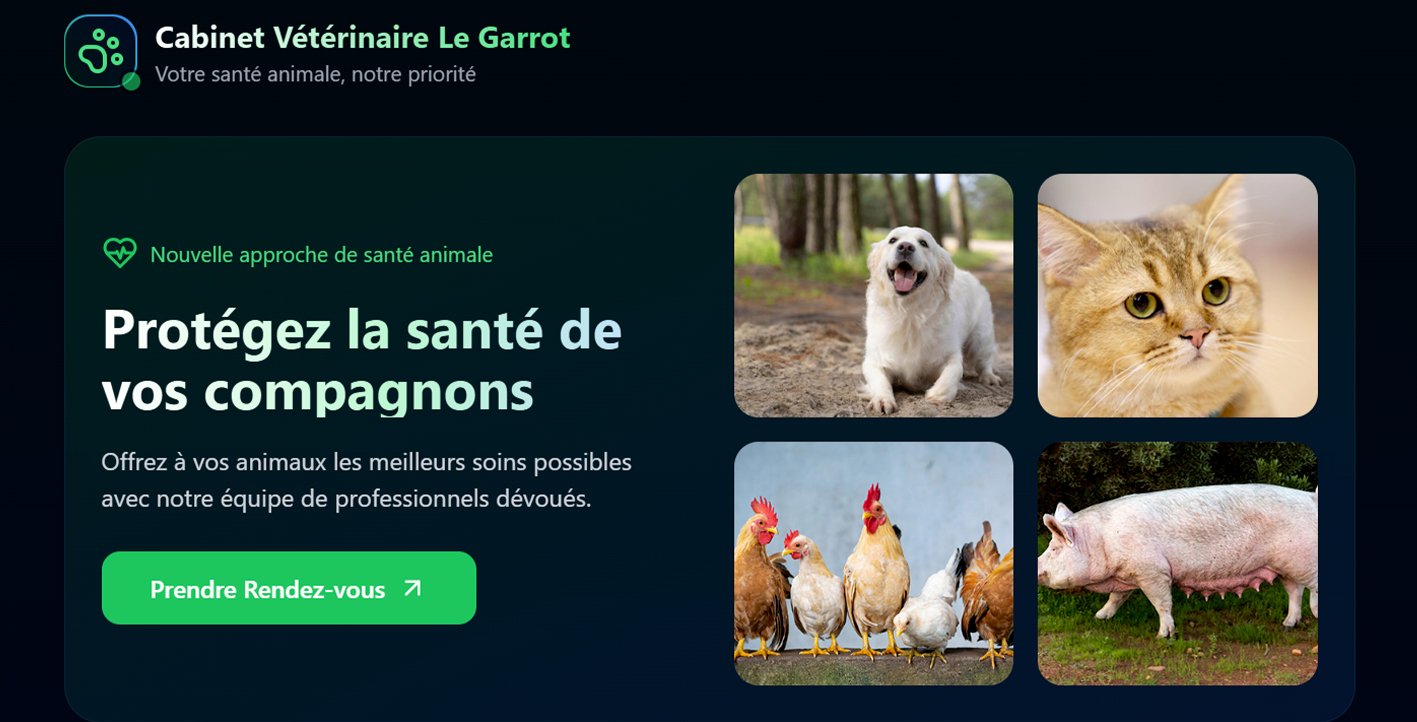 Cabinet Vétérinaire Le Garrot
Votre santé animale, notre priorité
Nouvelle approche de santé animale
Protégez la santé de
vos compagnons
Offrez à vos animaux les meilleurs soins possibles
avec notre équipe de professionnels dévoués.
Prendre Rendez-vous